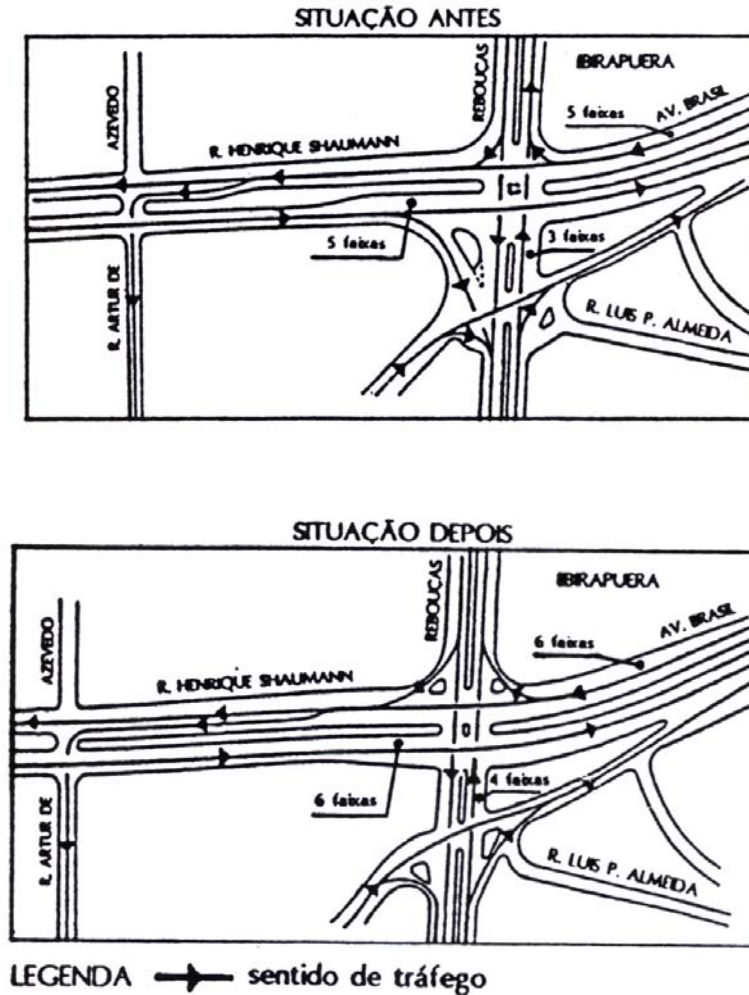 SITUAÇÃO ANTES
IBIRAPUERA
REBOUÇAS
AV. BRASIL
5 faixas
AZEVEDO
R. HENRIQUE SHAUMANN
5 faixas
3 faixas
R. ARTUR DE
R. LUIS P. ALMEIDA
SITUAÇÃO DEPOIS
IBIRAPUERA
REBOUÇAS
AV. BRASIL
6 faixas
AZEVEDO
R. HENRIQUE SHAUMANN
6 faixas
4 faixas
R. ARTUR DE
R. LUIS P. ALMEIDA
LEGENDA sentido de tráfego